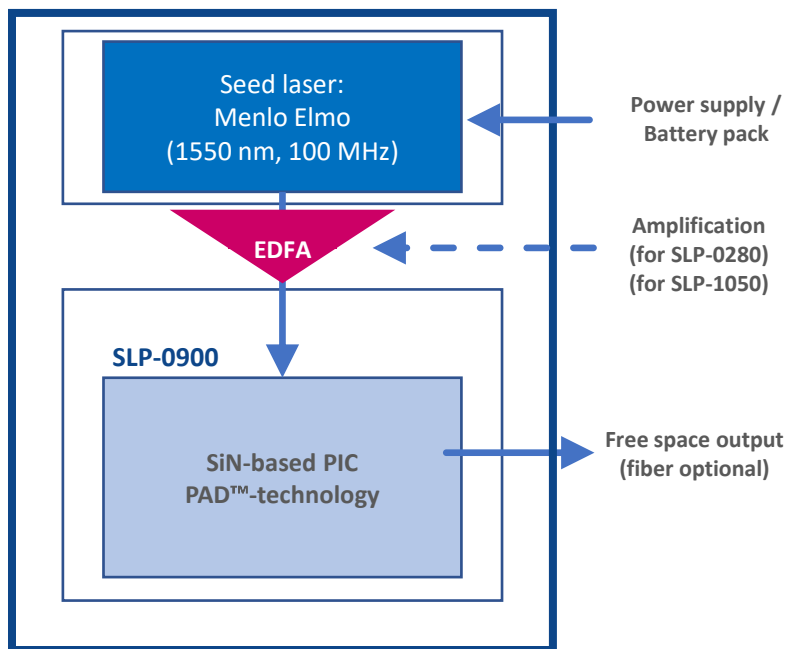 Seed laser:
Menlo Elmo
(1550 nm, 100 MHz)
Power supply /
Battery pack
EDFA
Amplification
(for SLP-0280)
(for SLP-1050)
SLP-0900
SiN-based PIC
PAD™-technology
Free space output
(fiber optional)